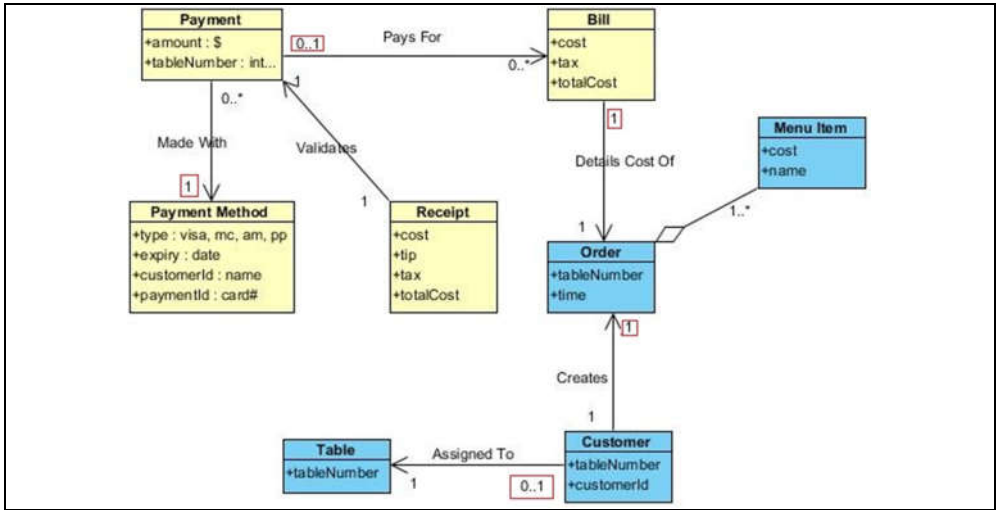 Payment
+amount : $
+tableNumber : int...
0..1
Pays For
0..*
Bill
+cost
+tax
+totalCost
1
0..*
Made With
Validates
1
Details Cost Of
Menu Item
+cost
+name
1..*
1
1
1
Payment Method
+type : visa, mc, am, pp
+expiry : date
+customerId : name
+paymentId : card#
Receipt
+cost
+tip
+tax
+totalCost
Order
+tableNumber
+time
1
Creates
1
Table
+tableNumber
Assigned To
1
0..1
Customer
+tableNumber
+customerId